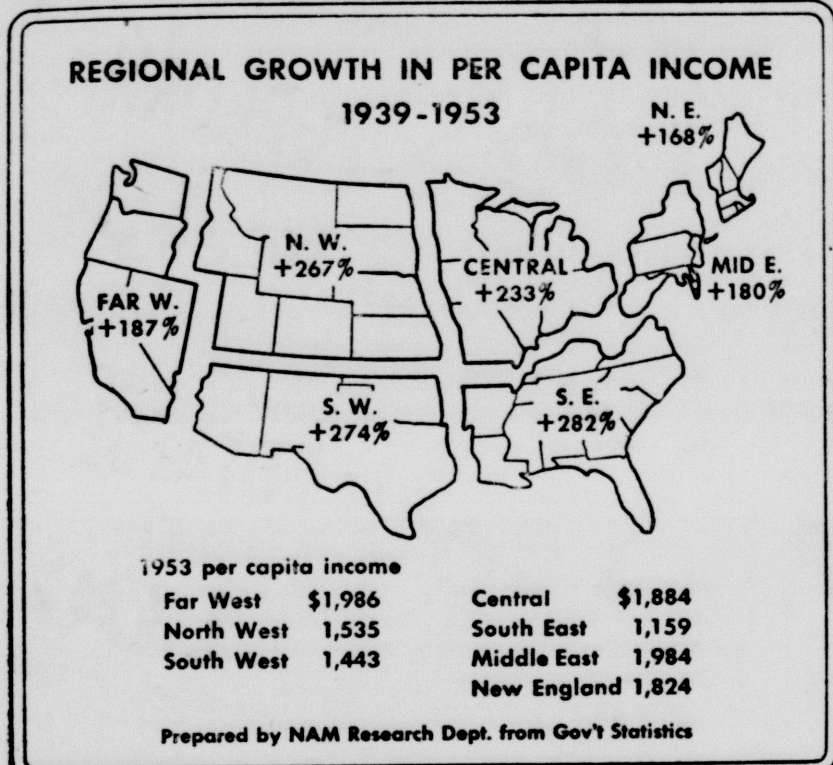 REGIONAL GROWTH IN PER CAPITA INCOME
1939-1953
N. E.
+168%
N. W.
+267%
CENTRAL
+233%
MID E.
+180%
FAR W.
+187%
S. W.
+274%
S. E.
+282%
1953 per capita income
Far West $1,986
North West 1,535
South West 1,443
Central $1,884
South East 1,159
Middle East 1,984
New England 1,824
Prepared by NAM Research Dept. from Gov't Statistics